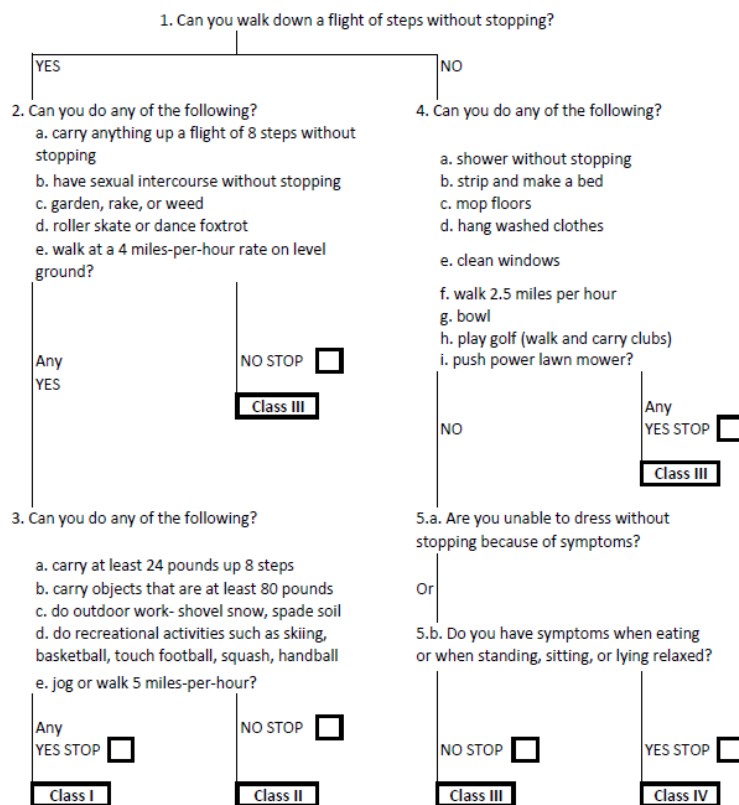 1. Can you walk down a flight of steps without stopping?
YES
NO
2. Can you do any of the following?
a. carry anything up a flight of 8 steps without
stopping
b. have sexual intercourse without stopping
c. garden, rake, or weed
d. roller skate or dance foxtrot
e. walk at a 4 miles-per-hour rate on level
ground?
Any
YES
NO STOP
Class III
4. Can you do any of the following?
a. shower without stopping
b. strip and make a bed
c. mop floors
d. hang washed clothes
e. clean windows
f. walk 2.5 miles per hour
g. bowl
h. play golf (walk and carry clubs)
i. push power lawn mower?
NO
Any
YES STOP
Class III
3. Can you do any of the following?
a. carry at least 24 pounds up 8 steps
b. carry objects that are at least 80 pounds
c. do outdoor work- shovel snow, spade soil
d. do recreational activities such as skiing,
basketball, touch football, squash, handball
e. jog or walk 5 miles-per-hour?
Any
YES STOP
NO STOP
Class I
Class II
5.a. Are you unable to dress without
stopping because of symptoms?
Or
5.b. Do you have symptoms when eating
or when standing, sitting, or lying relaxed?
NO STOP
YES STOP
Class III
Class IV